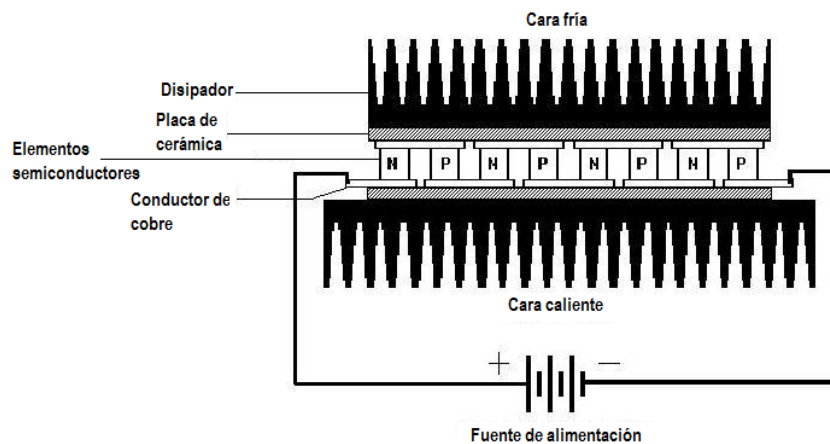 Cara fría
Disipador
Placa de
cerámica
Elementos
semiconductores
N P N P N P N P
Conductor de
cobre
Cara caliente
+ −
Fuente de alimentación